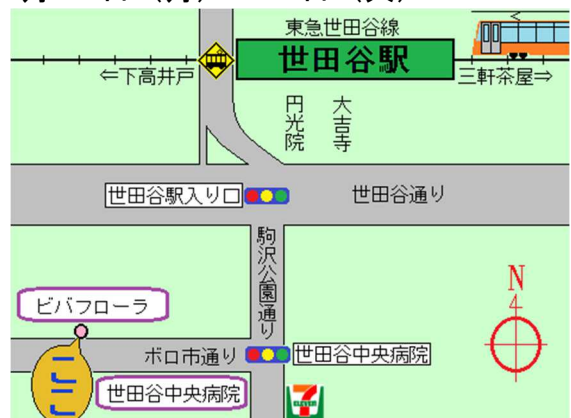 東急世田谷線
世田谷駅
⇐下高井戸
三軒茶屋⇒
円光院
大吉寺
世田谷駅入り口
世田谷通り
駒沢公園通り
N
ビバフローラ
ボロ市通り
世田谷中央病院
ここ
世田谷中央病院
7
ELEVEN